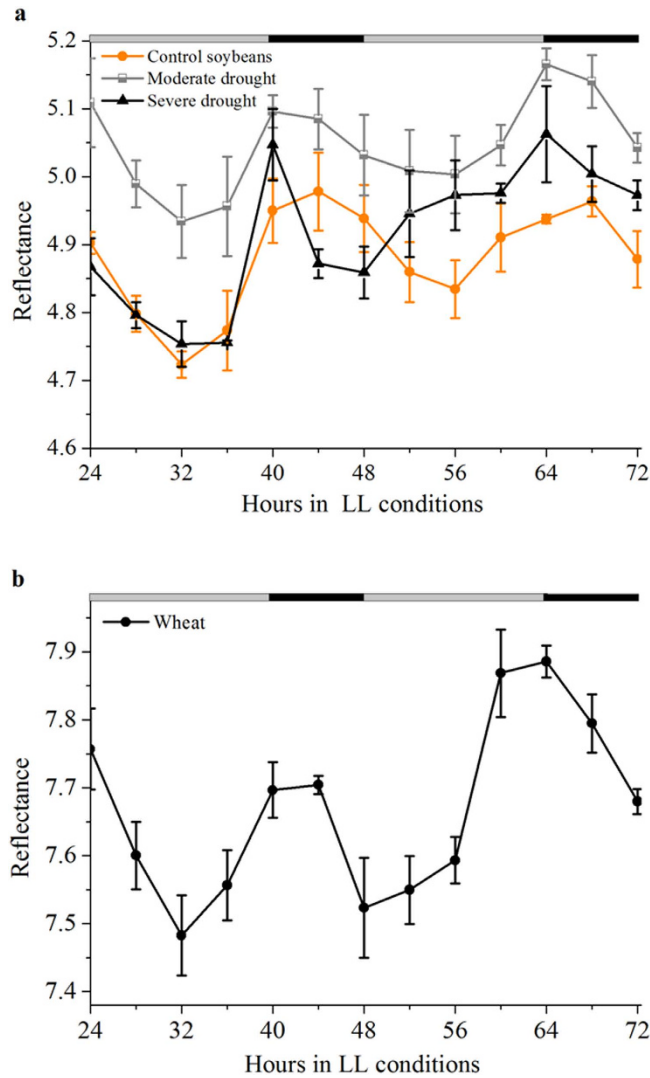 a
5.2
Control soybeans
Moderate drought
Severe drought
5.1
5.0
4.9
4.8
4.7
4.6
Reflectance
24 32 40 48 56 64 72
Hours in LL conditions
b
Wheat
7.9
7.8
7.7
7.6
7.5
7.4
Reflectance
24 32 40 48 56 64 72
Hours in LL conditions